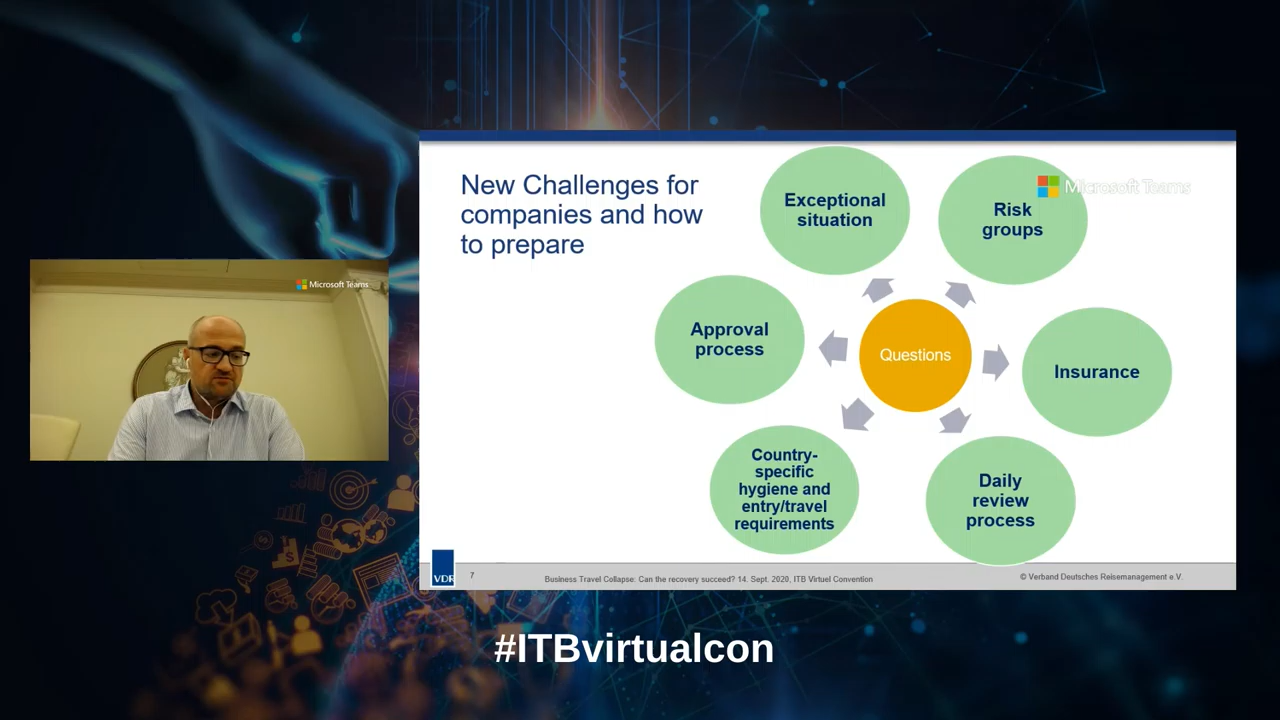 New Challenges for
companies and how
to prepare
Exceptional
situation
Risk
groups
Microsoft Teams
Approval
process
Questions
Insurance
Country-
specific
hygiene and
entry/travel
requirements
Daily
review
process
VDR
7
Business Travel Collapse: Can the recovery succeed? 14. Sept. 2020, ITB Virtuel Convention
© Verband Deutsches Reisemanagement e.V.
Microsoft Teams
#ITBvirtualcon